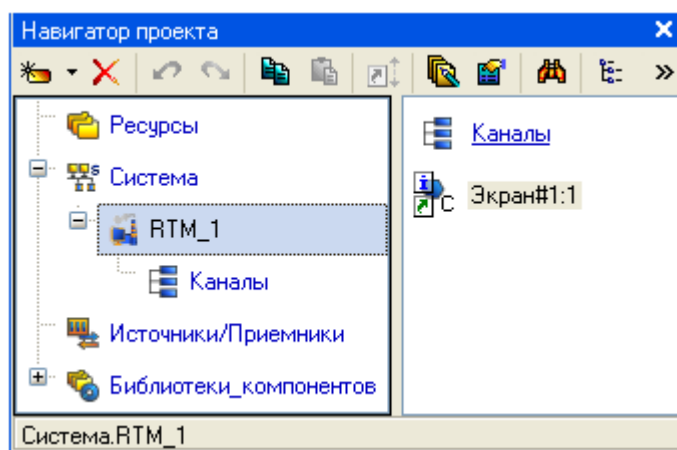 Навигатор проекта
Ресурсы
Система
RTM_1
Каналы
Источники/Приемники
Библиотеки_компонентов
Каналы
C Экран#1:1
Система.RTM_1